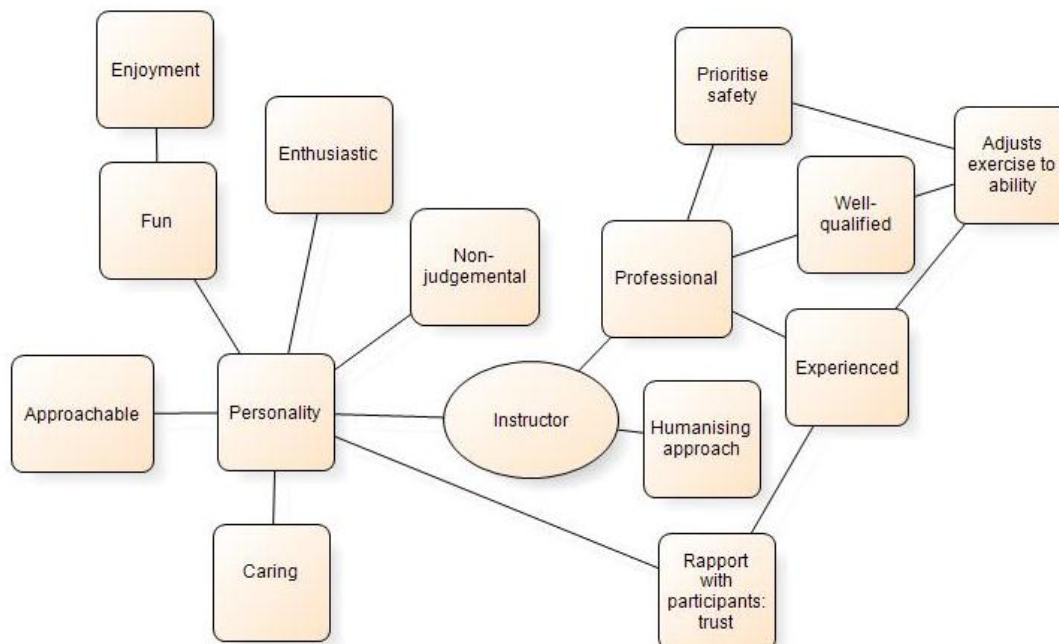 Enjoyment
Prioritise
safety
Enthusiastic
Adjusts
exercise to
ability
Fun
Well-
qualified
Non-
judgemental
Professional
Experienced
Approachable
Personality
Instructor
Humanising
approach
Caring
Rapport
with
participants:
trust